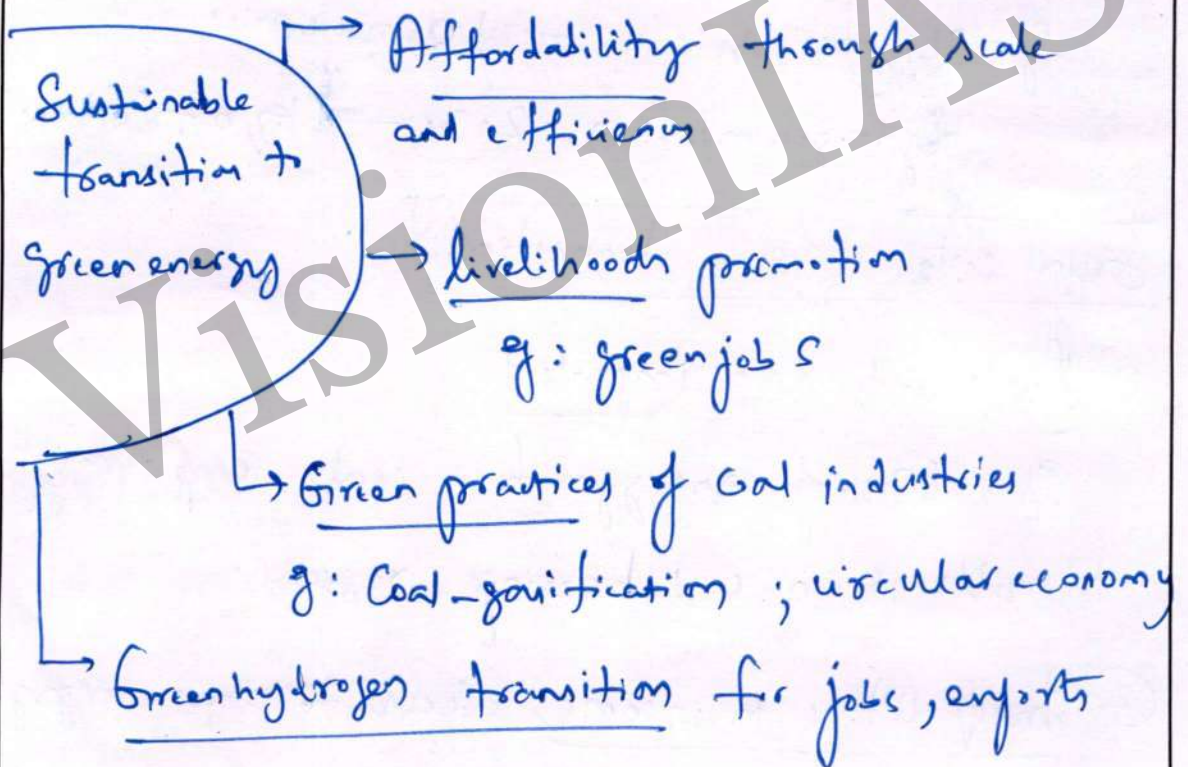 Sustainable
transition to
green energy
Affordability through scale
and efficiency
livelihoods promotion
eg: green jobs
Green practices of Coal industries
eg: Coal-gasification ; circular economy
Green hydrogen transition for jobs, exports
VisionIAS